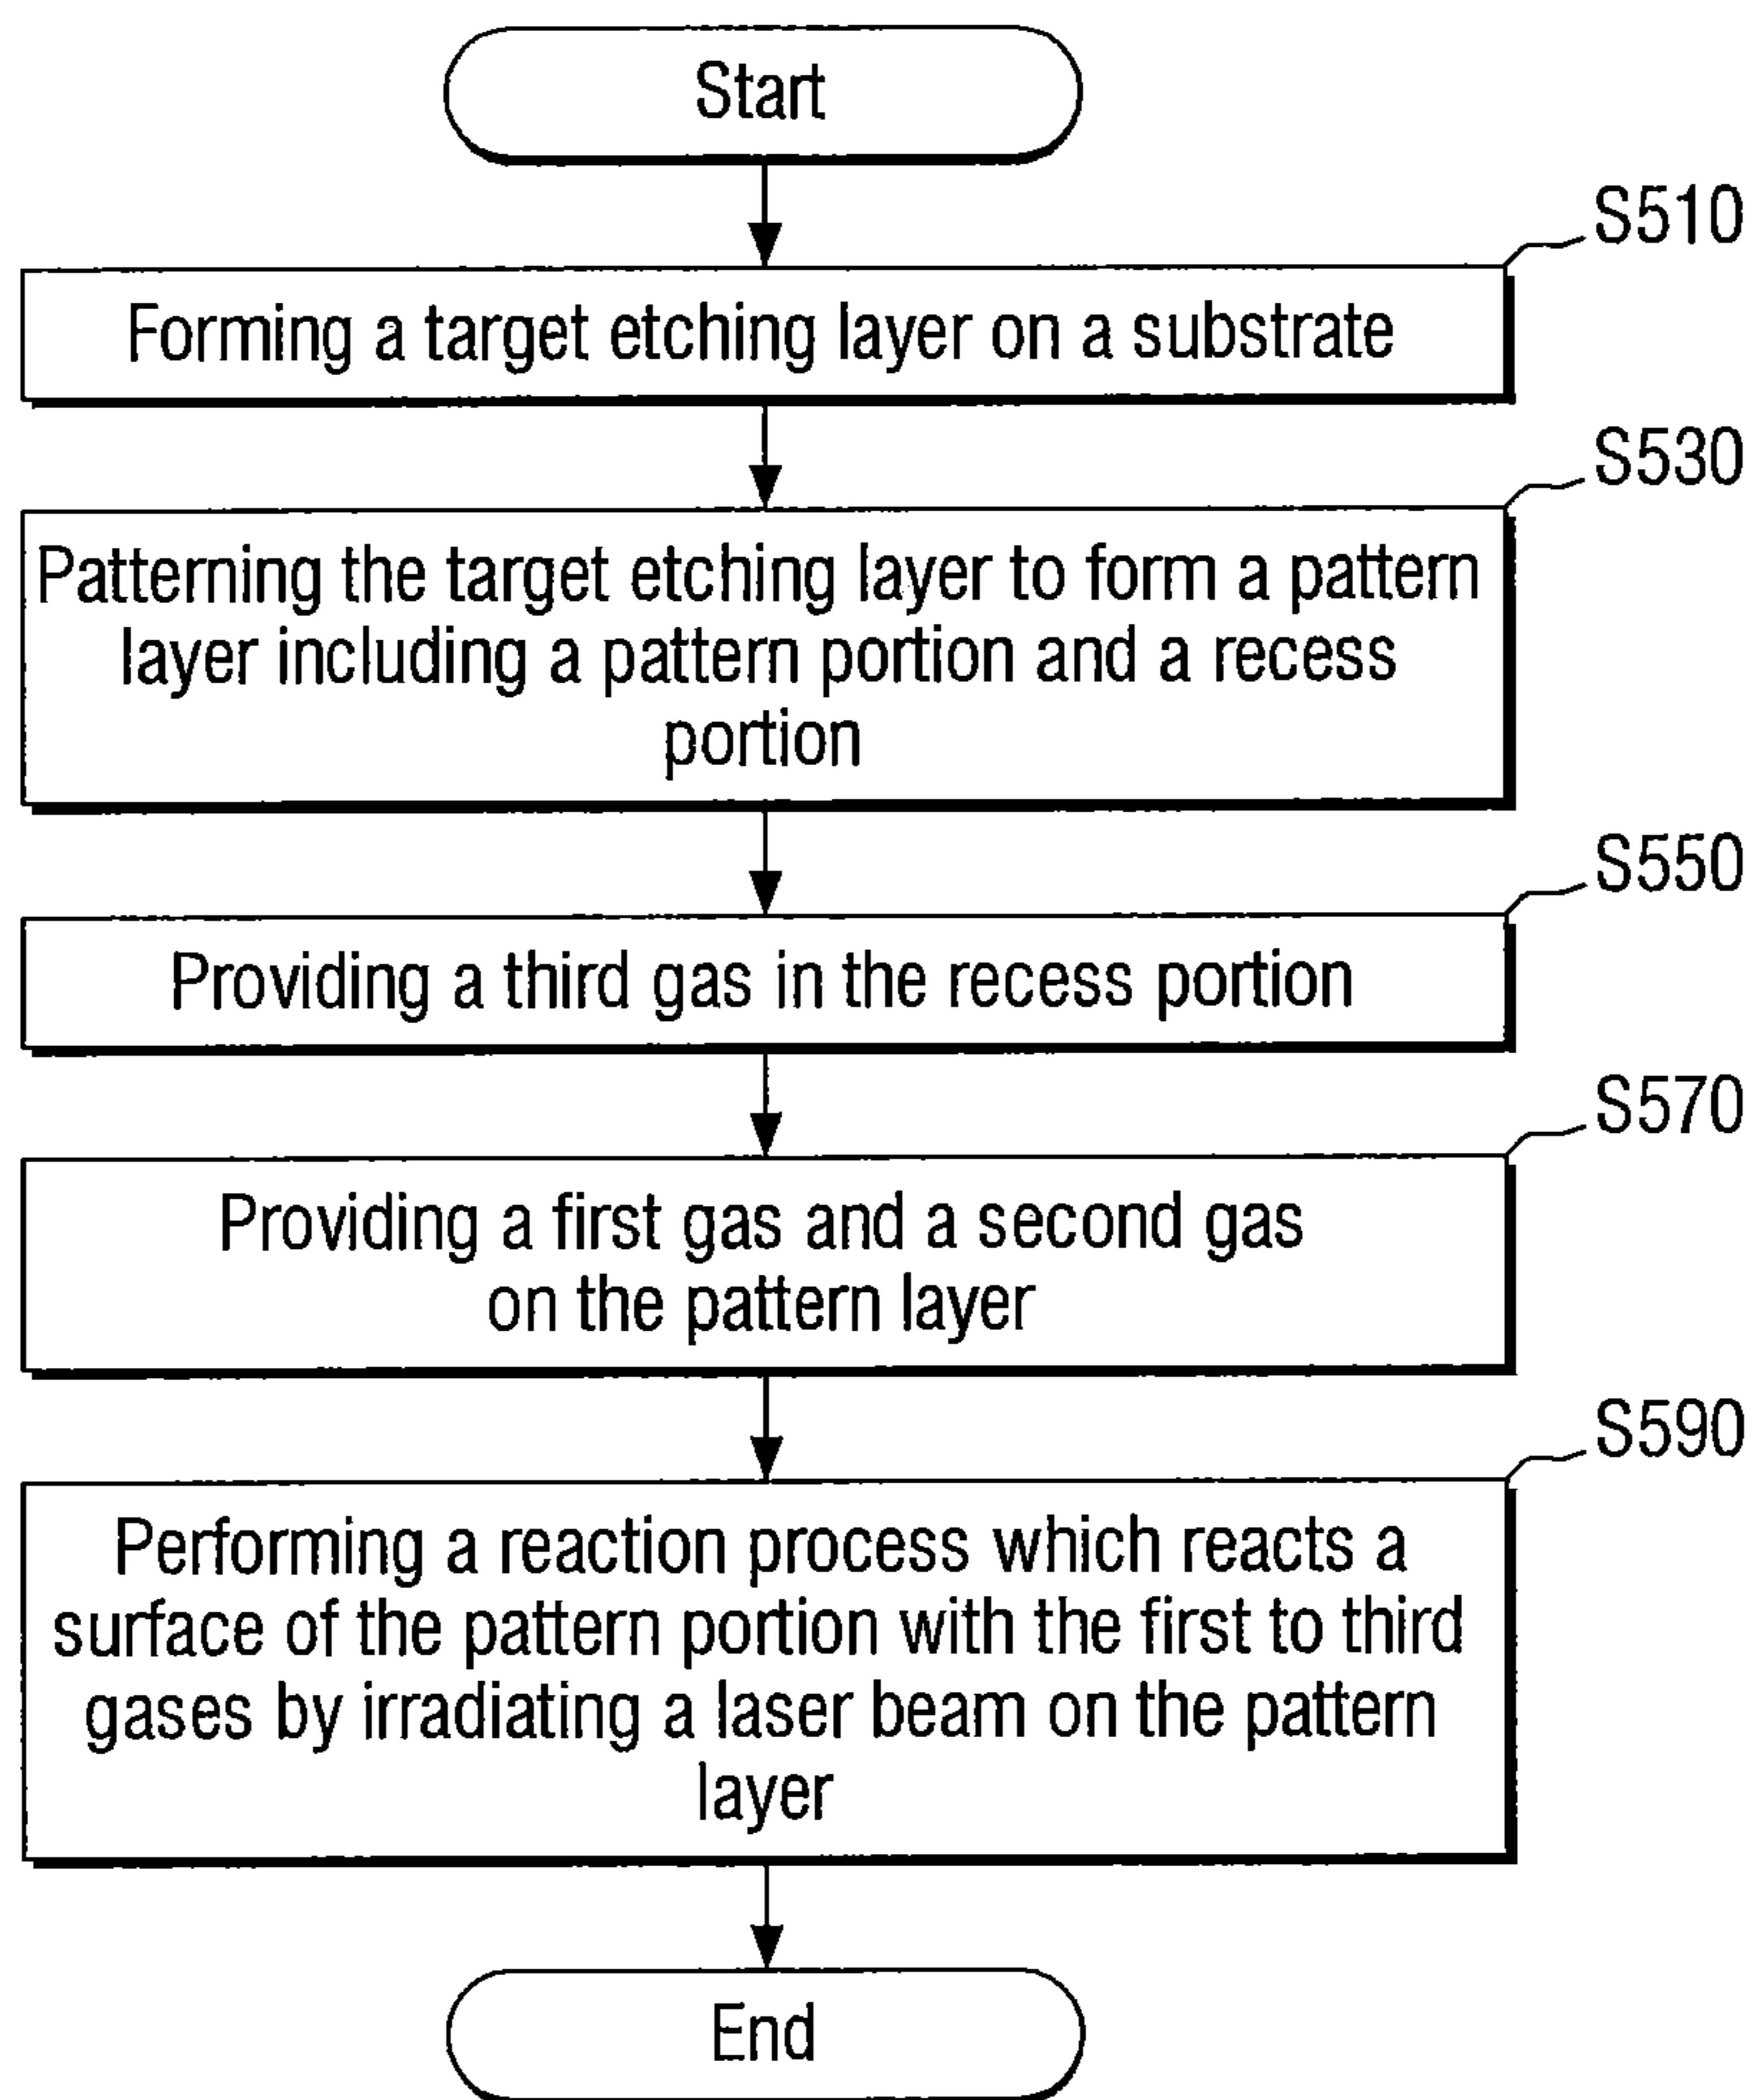 Start
S510
Forming a target etching layer on a substrate
S530
Patterning the target etching layer to form a pattern
layer including a pattern portion and a recess
portion
S550
Providing a third gas in the recess portion
S570
Providing a first gas and a second gas
on the pattern layer
S590
Performing a reaction process which reacts a
surface of the pattern portion with the first to third
gases by irradiating a laser beam on the pattern
layer
End